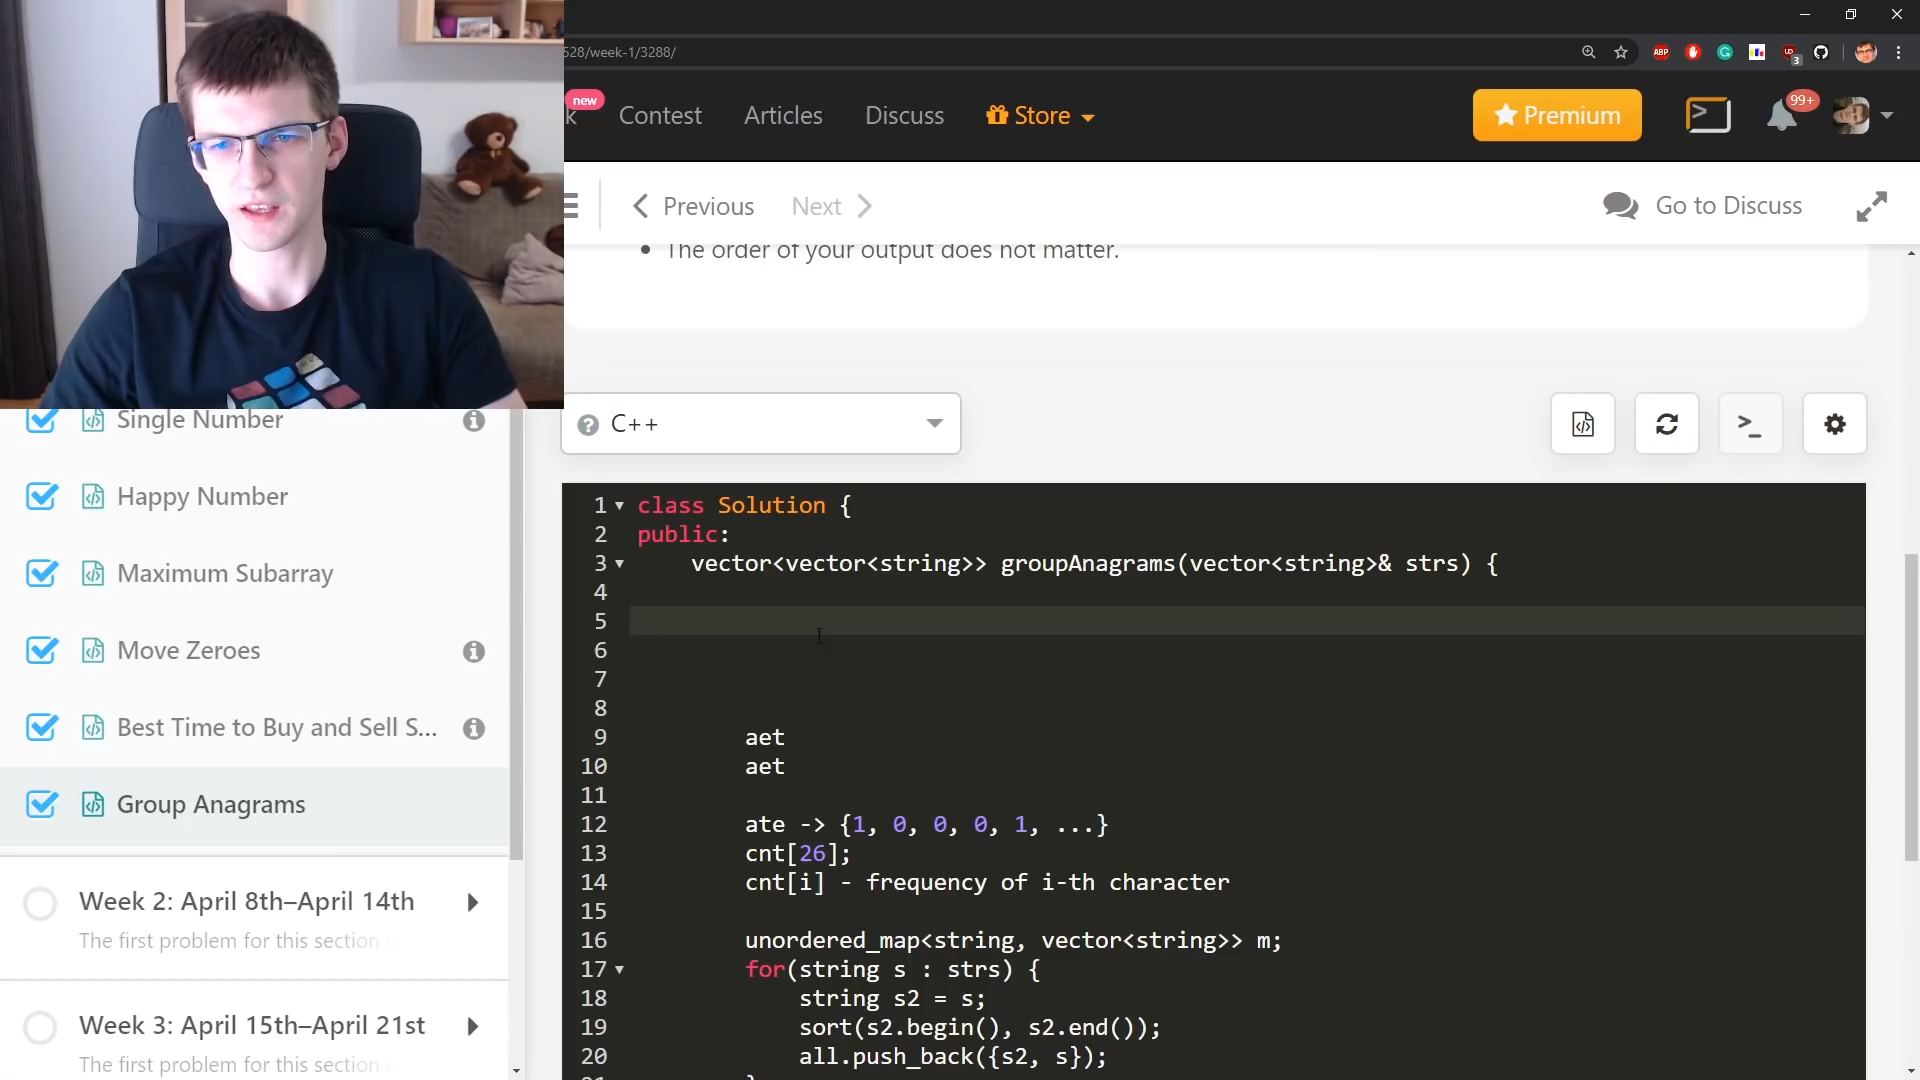 528/week-1/3288/
ABP
3
new
k
Contest
Articles
Discuss
Store
Premium
99+
Previous
Next
Go to Discuss
• The order of your output does not matter.
C++
Single Number
Happy Number
Maximum Subarray
Move Zeroes
Best Time to Buy and Sell S...
Group Anagrams
Week 2: April 8th–April 14th
The first problem for this section
Week 3: April 15th–April 21st
The first problem for this section
1 class Solution {
2 public:
3 vector<vector<string>> groupAnagrams(vector<string>& strs) {
4
5
6
7
8
9 aet
10 aet
11
12 ate -> {1, 0, 0, 0, 1, ...}
13 cnt[26];
14 cnt[i] - frequency of i-th character
15
16 unordered_map<string, vector<string>> m;
17 for(string s : strs) {
18 string s2 = s;
19 sort(s2.begin(), s2.end());
20 all.push_back({s2, s});